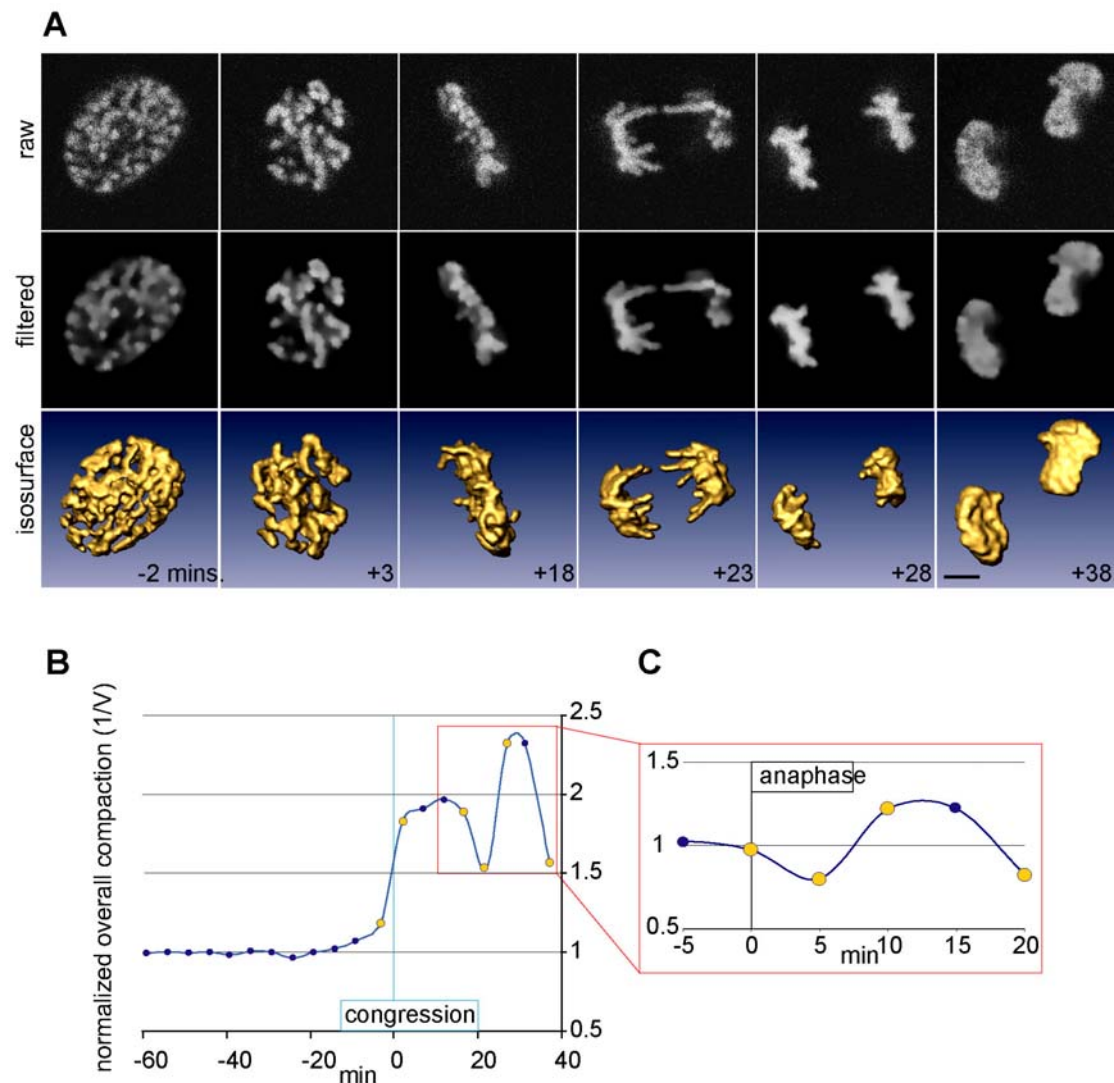 A
raw
filtered
isosurface
-2 mins.
+3
+18
+23
+28
+38
B
C
normalized overall compaction (1/V)
2.5
2
1.5
1
0.5
congression
-60
-40
-20
0
20
40
min
1.5
1
0.5
anaphase
-5
0
5
10
15
20
min